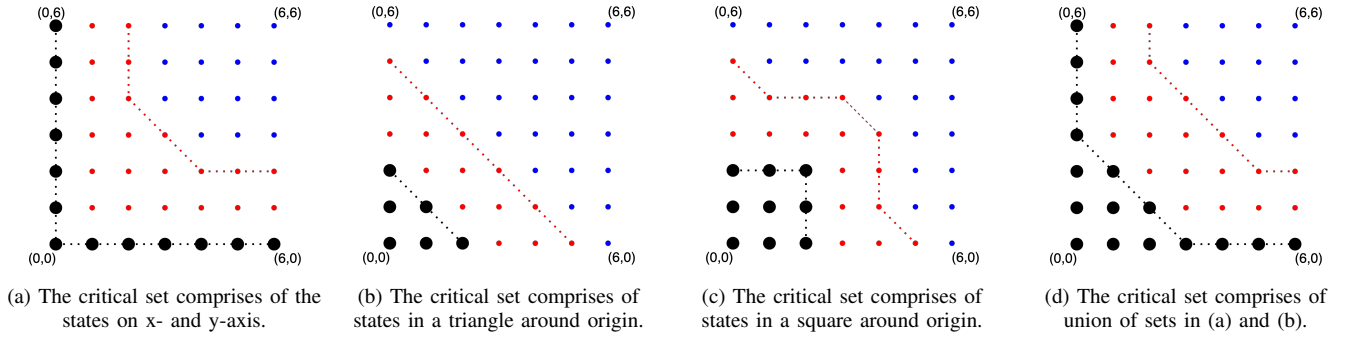 (0,6)
(6,6)
(0,0)
(6,0)
(a) The critical set comprises of the
states on x- and y-axis.
(0,6)
(6,6)
(0,0)
(6,0)
(b) The critical set comprises of
states in a triangle around origin.
(0,6)
(6,6)
(0,0)
(6,0)
(c) The critical set comprises of
states in a square around origin.
(0,6)
(6,6)
(0,0)
(6,0)
(d) The critical set comprises of
union of sets in (a) and (b).